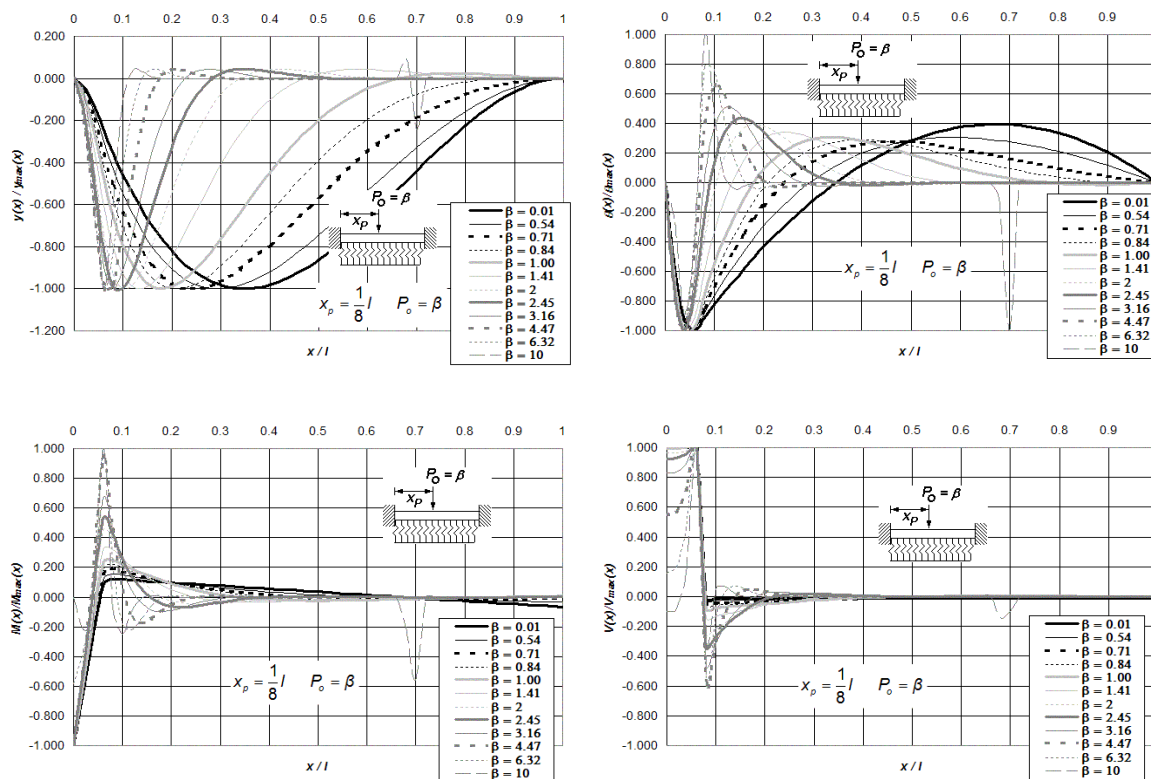 0 0.1 0.2 0.3 0.4 0.5 0.6 0.7 0.8 0.9 1
0.200
0.000
-0.200
-0.400
-0.600
-0.800
-1.000
-1.200
y(x) / ymax(x)
x / l
Po = β
xP
xp = 1/8 l Po = β
β = 0.01
β = 0.54
β = 0.71
β = 0.84
β = 1.00
β = 1.41
β = 2
β = 2.45
β = 3.16
β = 4.47
β = 6.32
β = 10
0 0.1 0.2 0.3 0.4 0.5 0.6 0.7 0.8 0.9
1.000
0.800
0.600
0.400
0.200
0.000
-0.200
-0.400
-0.600
-0.800
-1.000
x / l
Po = β
xP
xp = 1/8 l Po = β
β = 0.01
β = 0.54
β = 0.71
β = 0.84
β = 1.00
β = 1.41
β = 2
β = 2.45
β = 3.16
β = 4.47
β = 6.32
β = 10
0 0.1 0.2 0.3 0.4 0.5 0.6 0.7 0.8 0.9 1
1.000
0.800
0.600
0.400
0.200
0.000
-0.200
-0.400
-0.600
-0.800
-1.000
M(x)/Mmax(x)
x / l
Po = β
xP
xp = 1/8 l Po = β
β = 0.01
β = 0.54
β = 0.71
β = 0.84
β = 1.00
β = 1.41
β = 2
β = 2.45
β = 3.16
β = 4.47
β = 6.32
β = 10
0 0.1 0.2 0.3 0.4 0.5 0.6 0.7 0.8 0.9
1.000
0.800
0.600
0.400
0.200
0.000
-0.200
-0.400
-0.600
-0.800
-1.000
V(x)/Vmax(x)
x / l
Po = β
xP
xp = 1/8 l Po = β
β = 0.01
β = 0.54
β = 0.71
β = 0.84
β = 1.00
β = 1.41
β = 2
β = 2.45
β = 3.16
β = 4.47
β = 6.32
β = 10